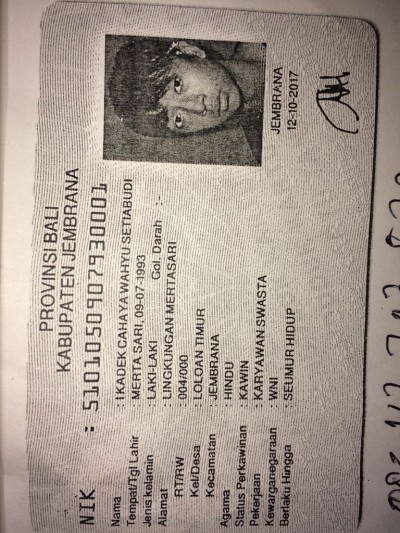 PROVINSI BALI
KABUPATEN JEMBRANA
NIK : 5101050907930001
Nama : I KADEK CAHAYA WAHYU SETIABUDI
Tempat/Tgl Lahir : MERTA SARI, 09-07-1993
Jenis kelamin : LAKI-LAKI Gol. Darah : -
Alamat : LINGKUNGAN MERTASARI
RT/RW : 004/000
Kel/Desa : LOLOAN TIMUR
Kecamatan : JEMBRANA
Agama : HINDU
Status Perkawinan : KAWIN
Pekerjaan : KARYAWAN SWASTA
Kewarganegaraan : WNI
Berlaku Hingga : SEUMUR HIDUP
JEMBRANA
12-10-2017